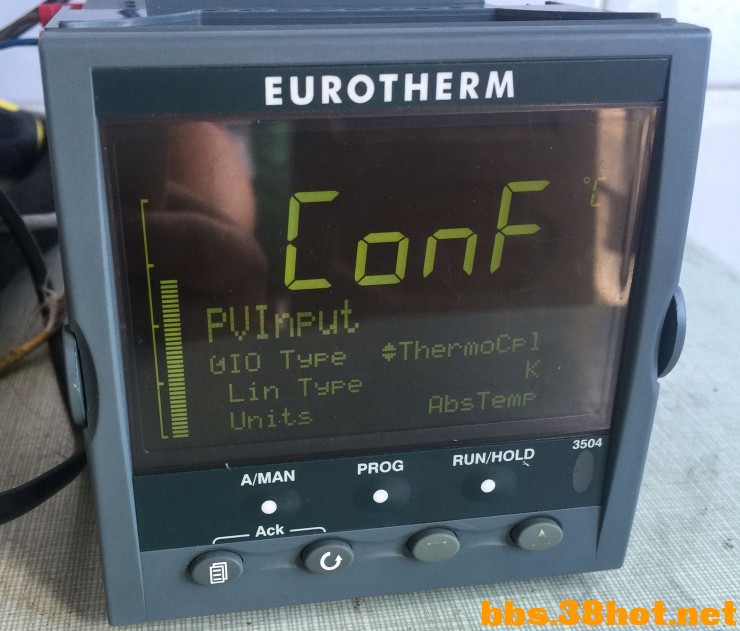 EUROTHERM
°C
ConF
PVInput
IO Type ThermoCpl
Lin Type K
Units AbsTemp
3504
A/MAN PROG RUN/HOLD
Ack
bbs.38hot.net